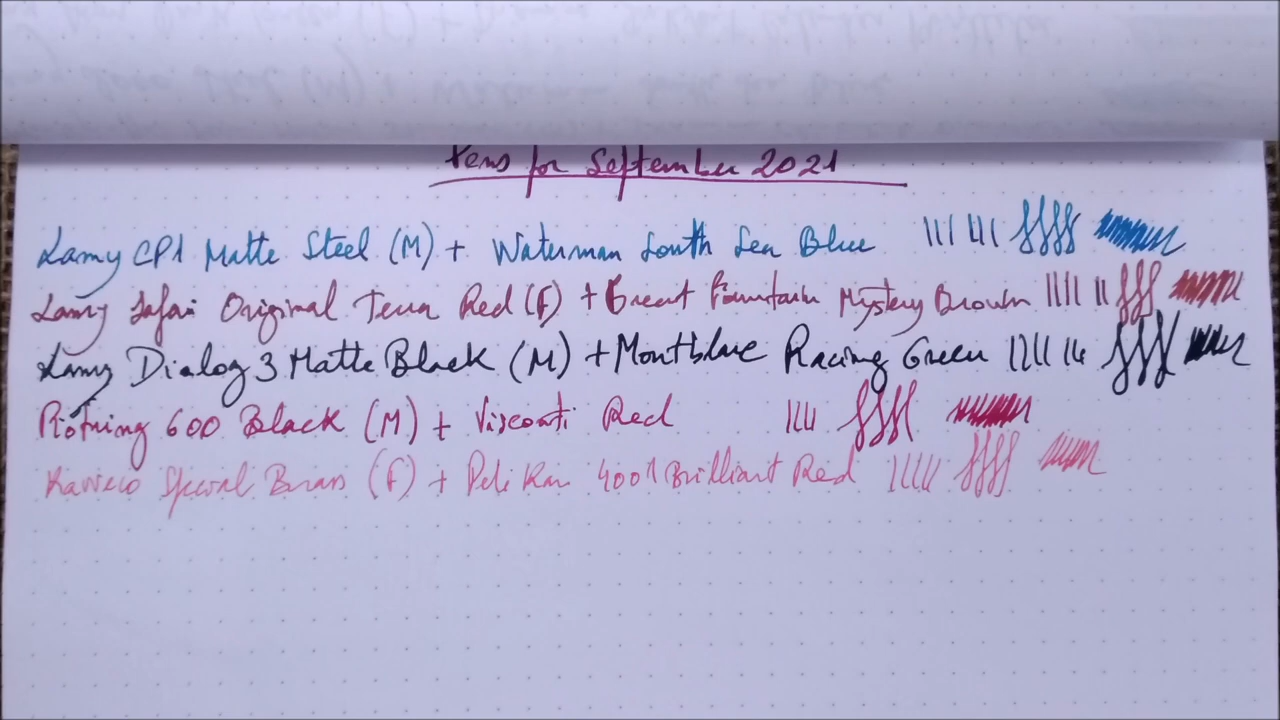 Pens for September 2021
Lamy CP1 Matte Steel (M) + Waterman South Sea Blue
Lamy Safari Original Terra Red (F) + Mystery Brown
Lamy Dialog 3 Matte Black (M) + Montblanc Racing Green
Rotring 600 Black (M) + Visconti Red
Kaweco Special Brass (F) + Pelikan 4001 Brilliant Red